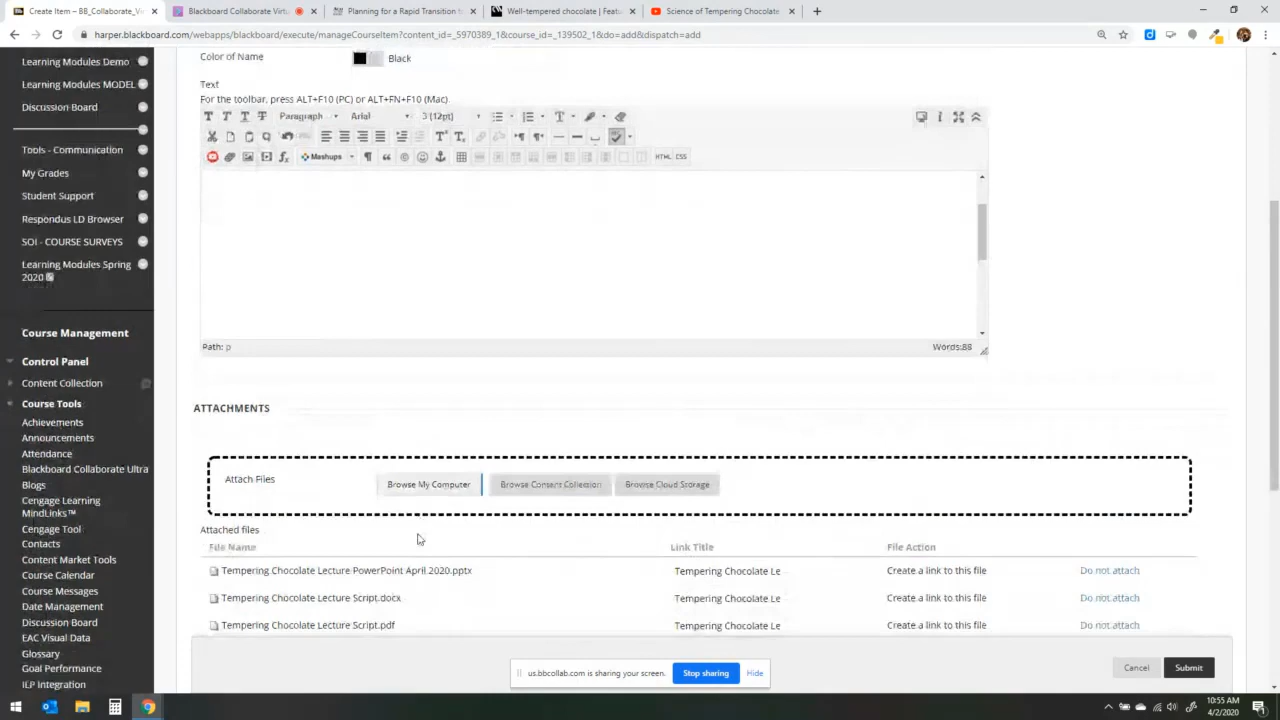 Create Item – BB_Collaborate_Vi
Blackboard Collaborate Virtu
Planning for a Rapid Transition to
Well-tempered chocolate | Featu
Science of Tempering Chocolate
harper.blackboard.com/webapps/blackboard/execute/manageCourseItem?content_id=_5970389_1&course_id=_139502_1&do=add&dispatch=add
Learning Modules Demo
Learning Modules MODEL
Discussion Board
Tools - Communication
My Grades
Student Support
Respondus LD Browser
SOI - COURSE SURVEYS
Learning Modules Spring
2020
Course Management
Control Panel
Content Collection
Course Tools
Achievements
Announcements
Attendance
Blackboard Collaborate Ultra
Blogs
Cengage Learning
MindLinks™
Cengage Tool
Contacts
Content Market Tools
Course Calendar
Course Messages
Date Management
Discussion Board
EAC Visual Data
Glossary
Goal Performance
IEP Integration
Color of Name
Black
Text
For the toolbar, press ALT+F10 (PC) or ALT+FN+F10 (Mac).
T T T T Paragraph Arial 3 (12pt)
Mashups HTML CSS
Path: p
Words:88
ATTACHMENTS
Attach Files
Browse My Computer
Browse Content Collection
Browse Cloud Storage
Attached files
File Name Link Title File Action
Tempering Chocolate Lecture PowerPoint April 2020.pptx Tempering Chocolate Le Create a link to this file Do not attach
Tempering Chocolate Lecture Script.docx Tempering Chocolate Le Create a link to this file Do not attach
Tempering Chocolate Lecture Script.pdf Tempering Chocolate Le Create a link to this file Do not attach
us.bbcollab.com is sharing your screen. Stop sharing Hide
Cancel Submit
10:55 AM
4/2/2020